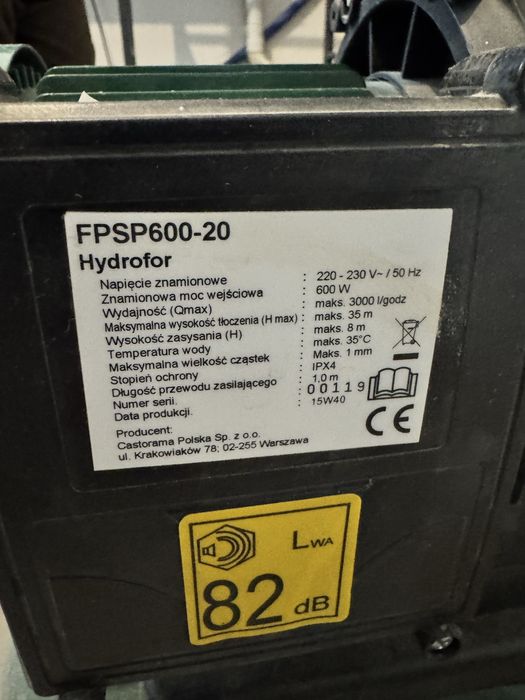 FPSP600-20
Hydrofor
Napięcie znamionowe : 220 - 230 V~ / 50 Hz
Znamionowa moc wejściowa : 600 W
Wydajność (Qmax) : maks. 3000 l/godz
Maksymalna wysokość tłoczenia (H max) : maks. 35 m
Wysokość zasysania (H) : maks. 8 m
Temperatura wody : maks. 35°C
Maksymalna wielkość cząstek : Maks. 1 mm
Stopień ochrony : IPX4
Długość przewodu zasilającego : 1,0 m
Numer serii. : 00119
Data produkcji. : 15W40
Producent:
Castorama Polska Sp. z o.o.
ul. Krakowiaków 78; 02-255 Warszawa
CE
LWA
82 dB